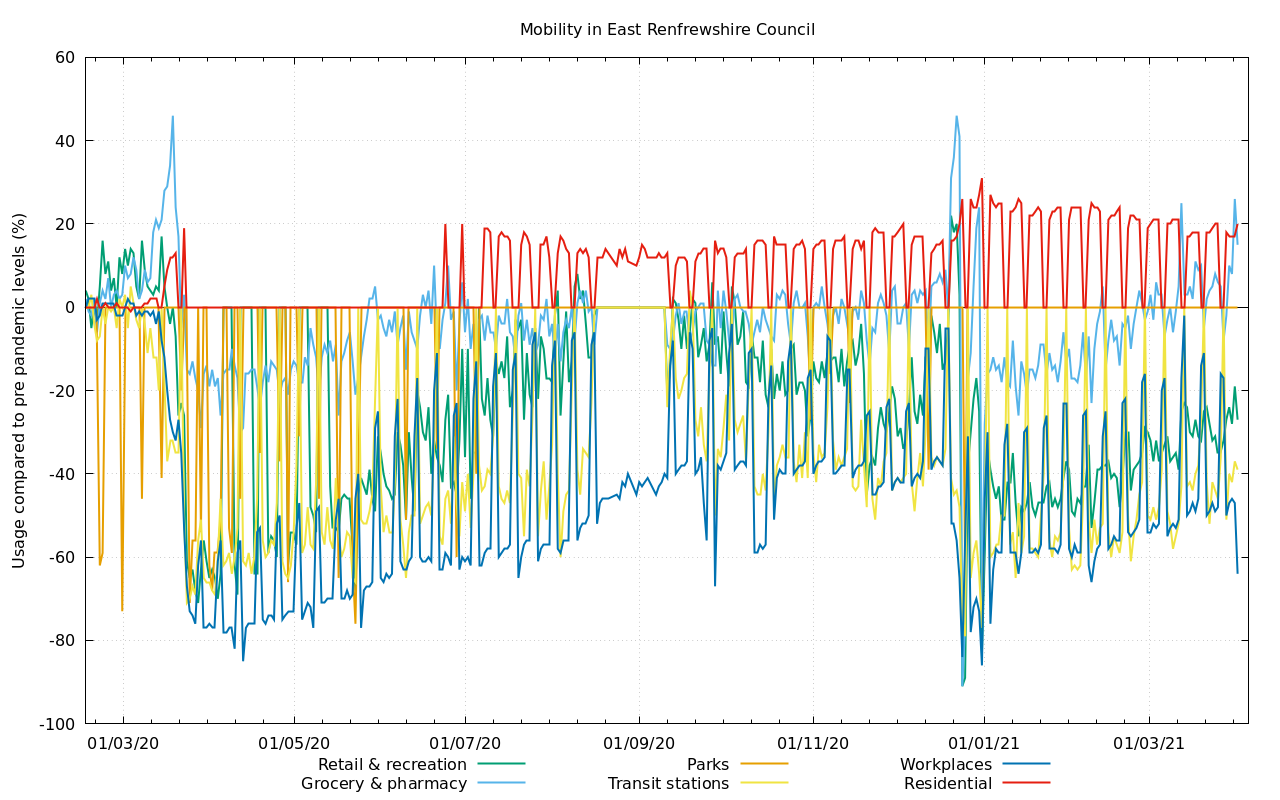 Mobility in East Renfrewshire Council
Usage compared to pre pandemic levels (%)
60
40
20
0
-20
-40
-60
-80
-100
01/03/20 01/05/20 01/07/20 01/09/20 01/11/20 01/01/21 01/03/21
Retail & recreation Parks Workplaces
Grocery & pharmacy Transit stations Residential